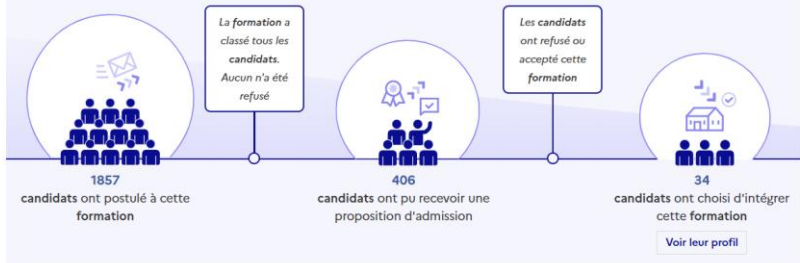 La formation a
classé tous les
candidats.
Aucun n'a été
refusé
Les candidats
ont refusé ou
accepté cette
formation
1857
candidats ont postulé à cette
formation
406
candidats ont pu recevoir une
proposition d'admission
34
candidats ont choisi d'intégrer
cette formation
Voir leur profil